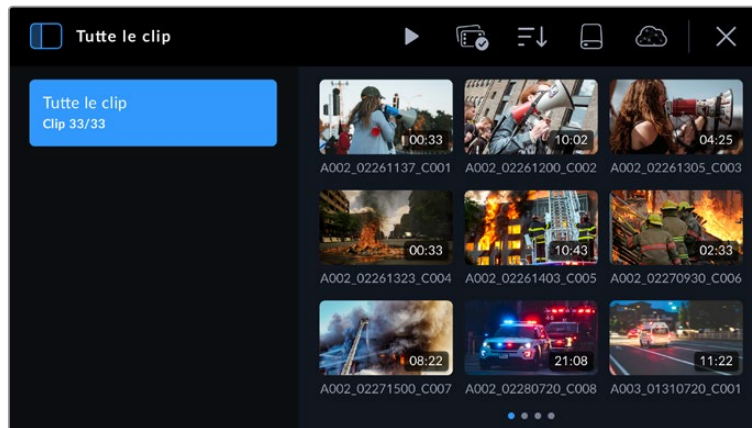 Tutte le clip
Tutte le clip
Clip 33/33
00:33
10:02
04:25
A002_02261137_C001
A002_02261200_C002
A002_02261305_C003
00:33
10:43
02:33
A002_02261323_C004
A002_02261403_C005
A002_02270930_C006
08:22
21:08
11:22
A002_02271500_C007
A002_02280720_C008
A003_01310720_C001